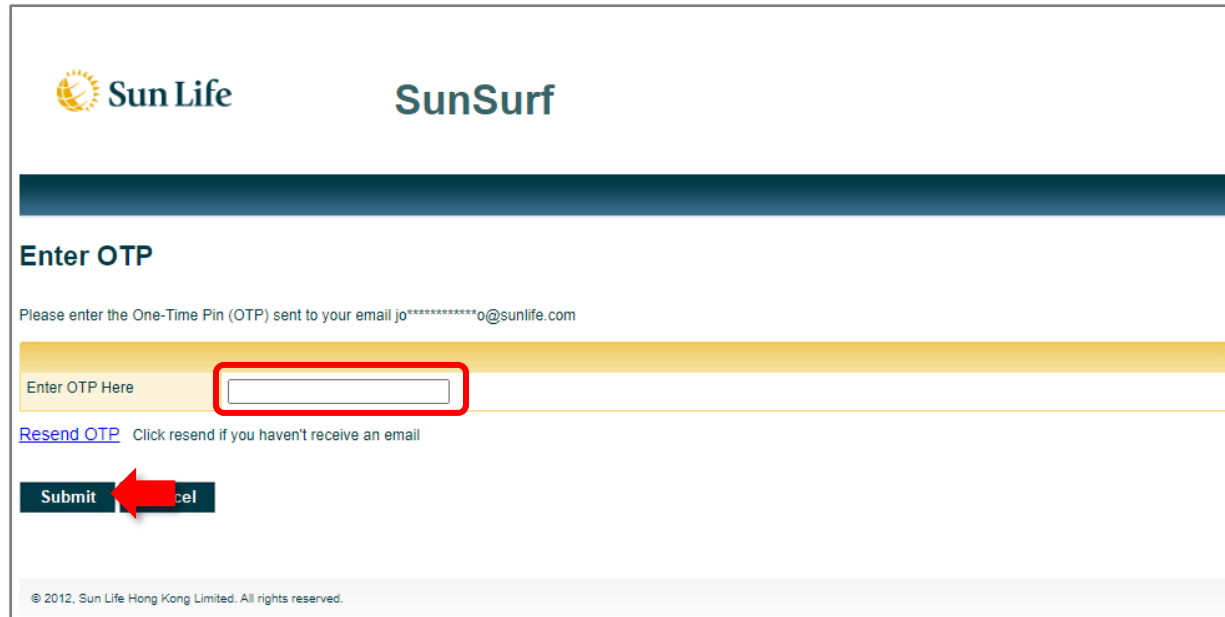 Sun Life
SunSurf
Enter OTP
Please enter the One-Time Pin (OTP) sent to your email jo************o@sunlife.com
Enter OTP Here
Resend OTP Click resend if you haven't receive an email
Submit cel
© 2012, Sun Life Hong Kong Limited. All rights reserved.